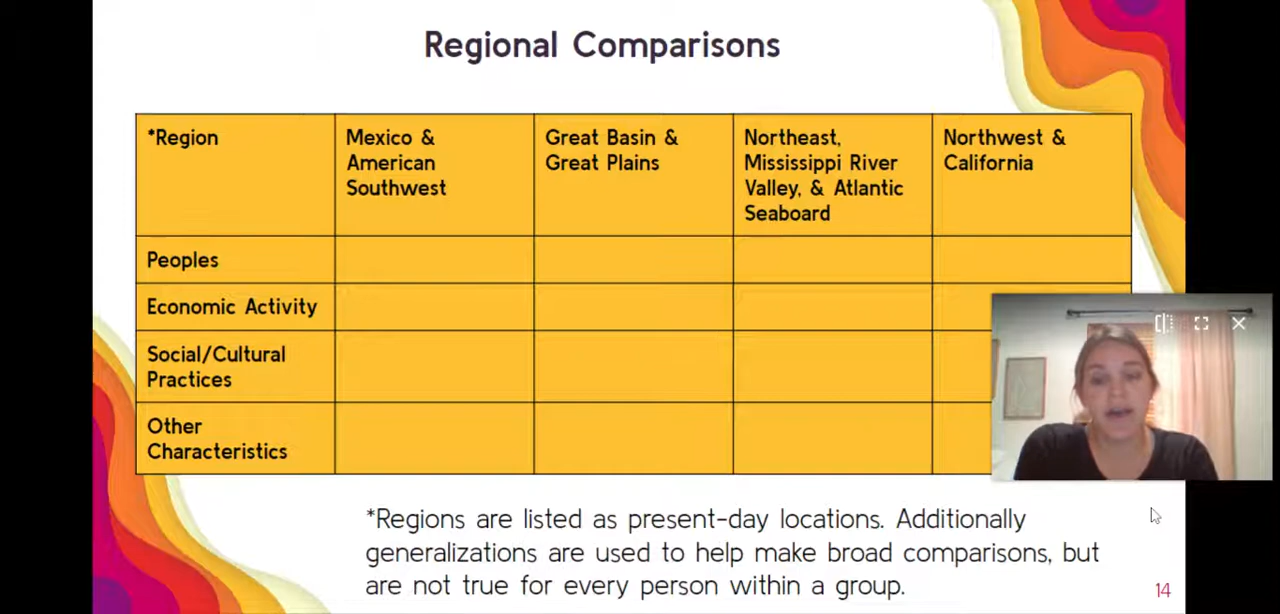 Regional Comparisons
*Region
Mexico &
American
Southwest
Great Basin &
Great Plains
Northeast,
Mississippi River
Valley, & Atlantic
Seaboard
Northwest &
California
Peoples
Economic Activity
Social/Cultural
Practices
Other
Characteristics
*Regions are listed as present-day locations. Additionally
generalizations are used to help make broad comparisons, but
are not true for every person within a group.
14